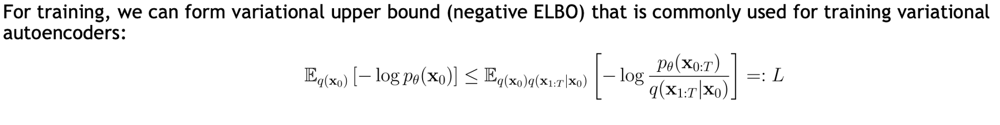 For training, we can form variational upper bound (negative ELBO) that is commonly used for training variational
autoencoders:
$\mathbb{E}_{q(\mathbf{x}_0)}\left[-\log p_\theta(\mathbf{x}_0)\right] \leq \mathbb{E}_{q(\mathbf{x}_0)q(\mathbf{x}_{1:T}|\mathbf{x}_0)}\left[-\log \frac{p_\theta(\mathbf{x}_{0:T})}{q(\mathbf{x}_{1:T}|\mathbf{x}_0)}\right] =: L$